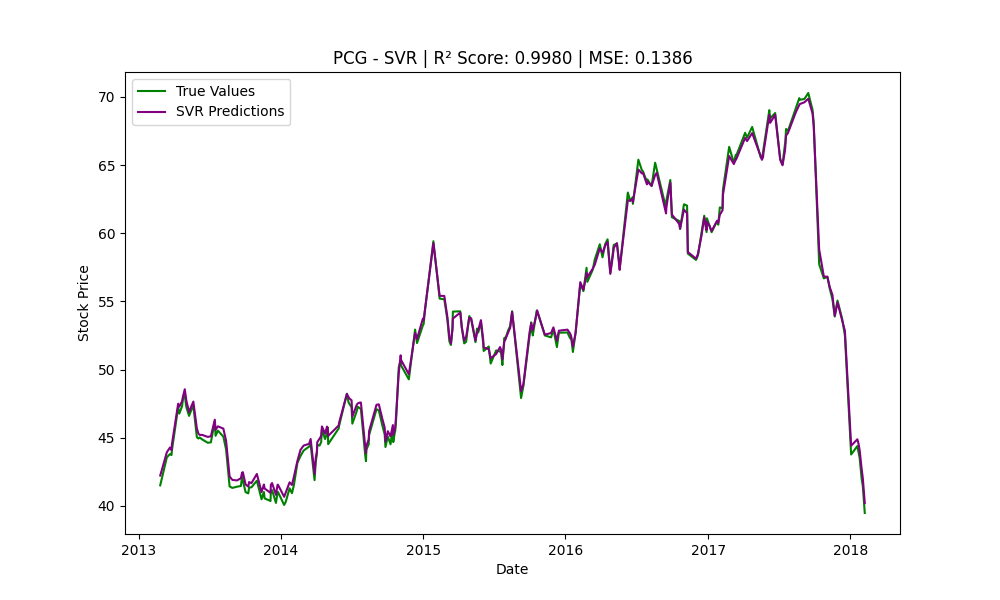 PCG - SVR | R² Score: 0.9980 | MSE: 0.1386
True Values
SVR Predictions
Stock Price
70
65
60
55
50
45
40
2013 2014 2015 2016 2017 2018
Date